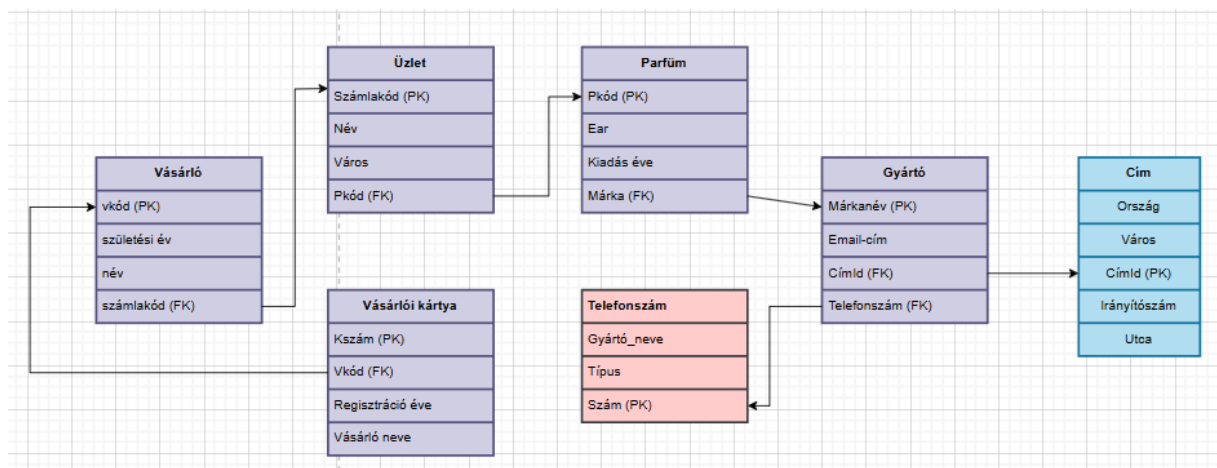 Üzlet
Számlakód (PK)
Név
Város
Pkód (FK)
Parfüm
Pkód (PK)
Ear
Kiadás éve
Márka (FK)
Vásárló
vkód (PK)
születési év
név
számlakód (FK)
Gyártó
Márkanév (PK)
Email-cím
CímId (FK)
Telefonszám (FK)
Cím
Ország
Város
CímId (PK)
Irányítószám
Utca
Vásárlói kártya
Kszám (PK)
Vkód (FK)
Regisztráció éve
Vásárló neve
Telefonszám
Gyártó_neve
Típus
Szám (PK)